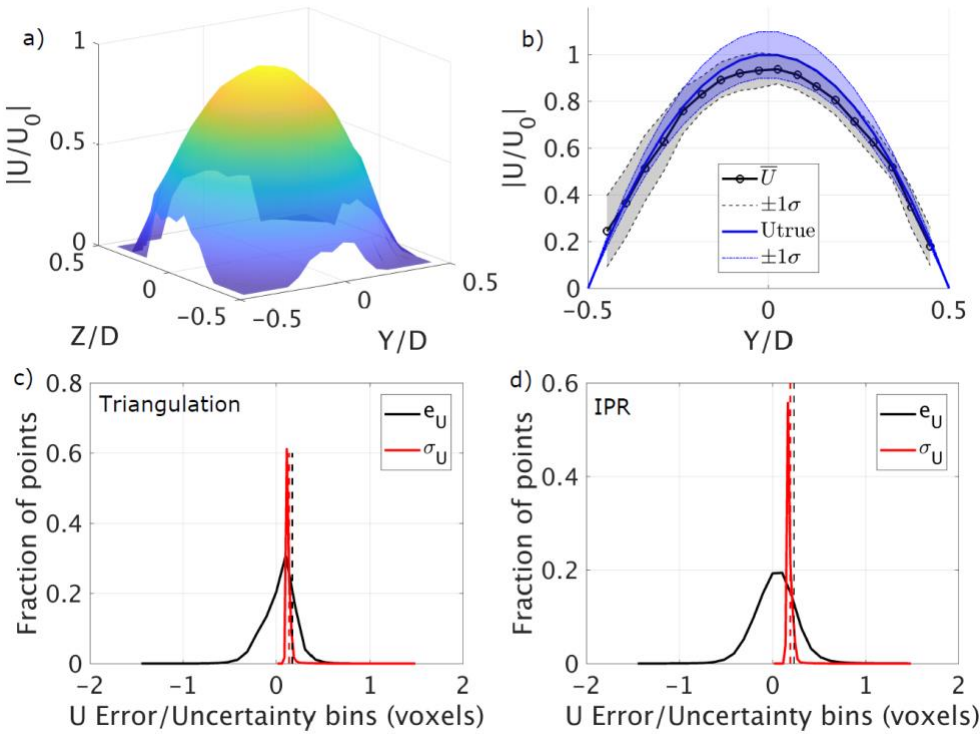 a)
1
0.5
0
|U/U₀|
0.5
0
−0.5
Z/D
−0.5
0
0.5
Y/D
b)
1
0.8
0.6
0.4
0.2
0
|U/U₀|
U̅
±1σ
Utrue
±1σ
−0.5
0
0.5
Y/D
c)
Triangulation
0.8
0.6
0.4
0.2
0
Fraction of points
e_U
σ_U
−2
−1
0
1
2
U Error/Uncertainty bins (voxels)
d)
IPR
0.6
0.4
0.2
0
Fraction of points
e_U
σ_U
−2
−1
0
1
2
U Error/Uncertainty bins (voxels)